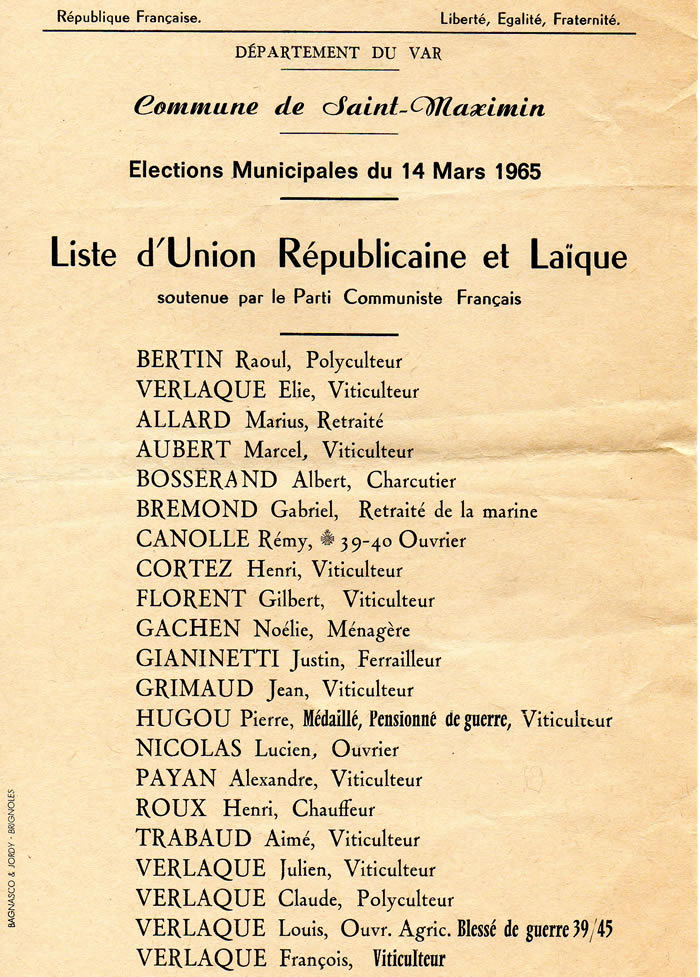 République Française.
Liberté, Egalité, Fraternité.
DÉPARTEMENT DU VAR
Commune de Saint-Maximin
Elections Municipales du 14 Mars 1965
Liste d'Union Républicaine et Laïque
soutenue par le Parti Communiste Français
BERTIN Raoul, Polyculteur
VERLAQUE Elie, Viticulteur
ALLARD Marius, Retraité
AUBERT Marcel, Viticulteur
BOSSERAND Albert, Charcutier
BREMOND Gabriel, Retraité de la marine
CANOLLE Rémy, 39-40 Ouvrier
CORTEZ Henri, Viticulteur
FLORENT Gilbert, Viticulteur
GACHEN Noélie, Ménagère
GIANINETTI Justin, Ferrailleur
GRIMAUD Jean, Viticulteur
HUGOU Pierre, Médaillé, Pensionné de guerre, Viticulteur
NICOLAS Lucien, Ouvrier
PAYAN Alexandre, Viticulteur
ROUX Henri, Chauffeur
TRABAUD Aimé, Viticulteur
VERLAQUE Julien, Viticulteur
VERLAQUE Claude, Polyculteur
VERLAQUE Louis, Ouvr. Agric. Blessé de guerre 39/45
VERLAQUE François, Viticulteur
BAGNASCO & JORDY - BRIGNOLES